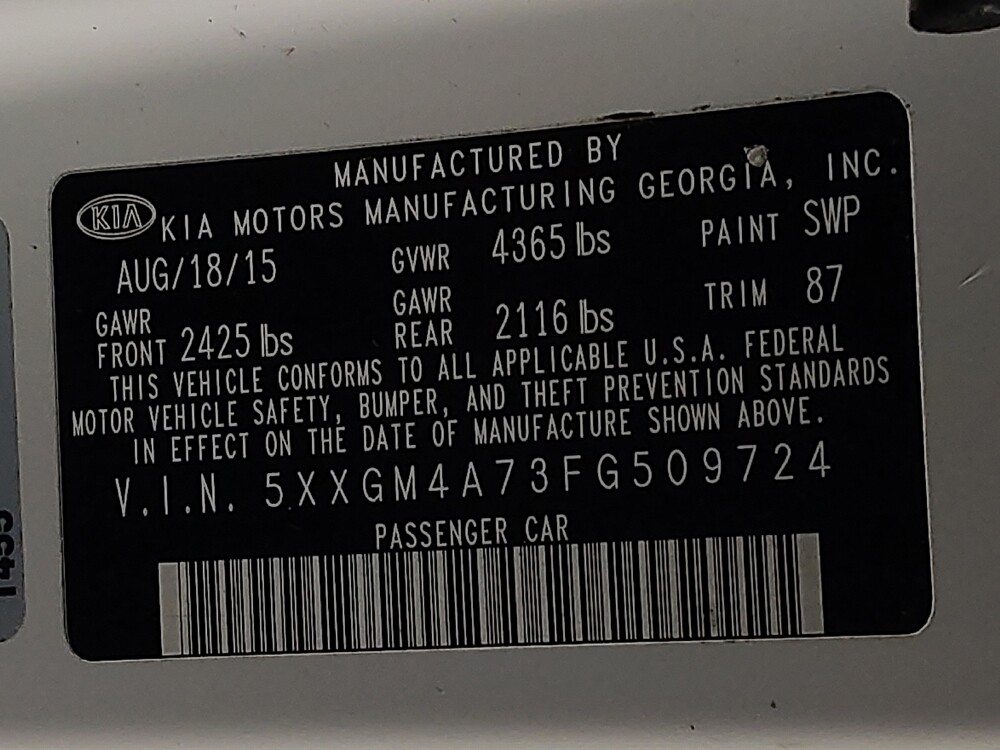 MANUFACTURED BY
KIA KIA MOTORS MANUFACTURING GEORGIA, INC.
AUG/18/15 GVWR 4365 lbs PAINT SWP
GAWR FRONT 2425 lbs GAWR REAR 2116 lbs TRIM 87
THIS VEHICLE CONFORMS TO ALL APPLICABLE U.S.A. FEDERAL
MOTOR VEHICLE SAFETY, BUMPER, AND THEFT PREVENTION STANDARDS
IN EFFECT ON THE DATE OF MANUFACTURE SHOWN ABOVE.
V.I.N. 5XXGM4A73FG509724
PASSENGER CAR